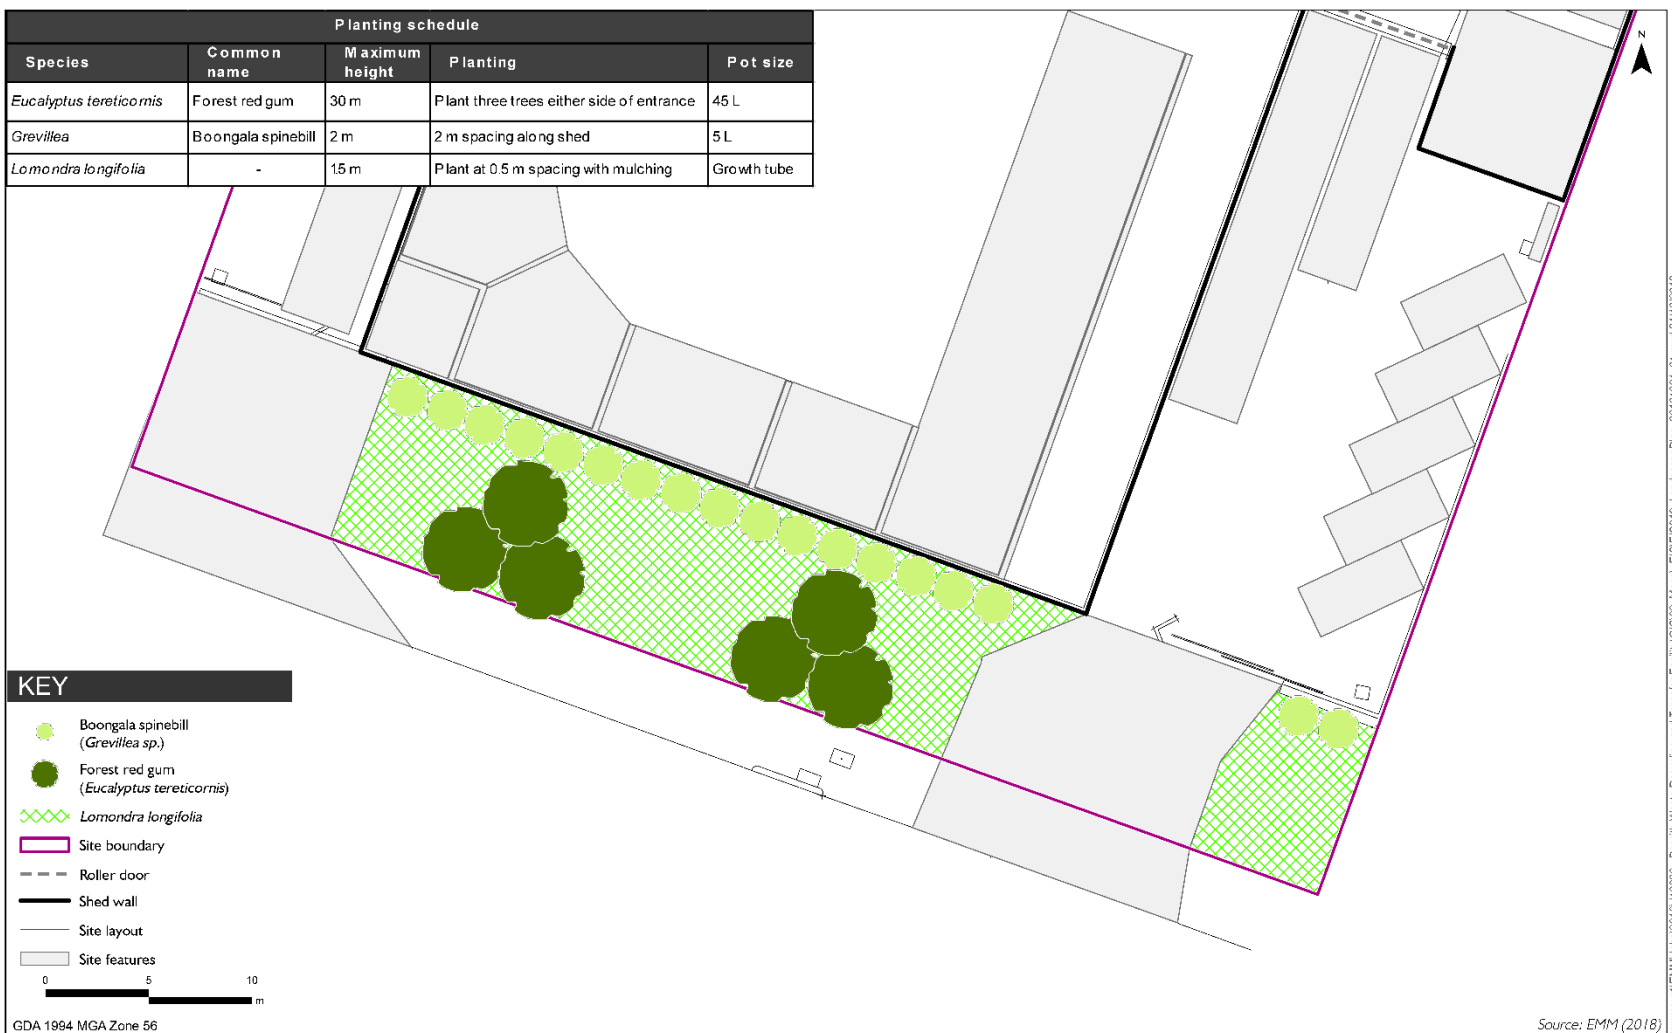 Planting schedule
Species Common name Maximum height Planting Pot size
Eucalyptus tereticornis Forest red gum 30 m Plant three trees either side of entrance 45 L
Grevillea Boongala spinebill 2 m 2 m spacing along shed 5 L
Lomondra longifolia - 1.5 m Plant at 0.5 m spacing with mulching Growth tube
N
KEY
Boongala spinebill
(Grevillea sp.)
Forest red gum
(Eucalyptus tereticornis)
Lomondra longifolia
Site boundary
Roller door
Shed wall
Site layout
Site features
0 5 10
m
GDA 1994 MGA Zone 56
Source: EMM (2018)